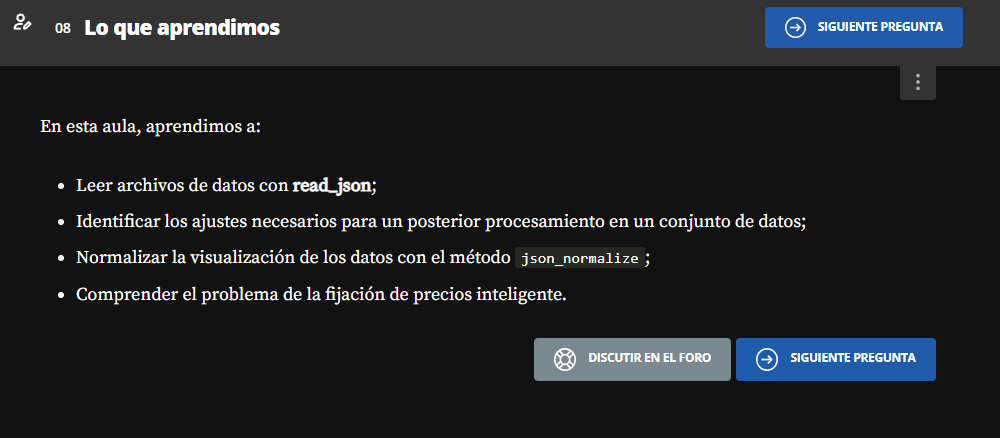 08 Lo que aprendimos
SIGUIENTE PREGUNTA
En esta aula, aprendimos a:
• Leer archivos de datos con read_json;
• Identificar los ajustes necesarios para un posterior procesamiento en un conjunto de datos;
• Normalizar la visualización de los datos con el método json_normalize;
• Comprender el problema de la fijación de precios inteligente.
DISCUTIR EN EL FORO
SIGUIENTE PREGUNTA